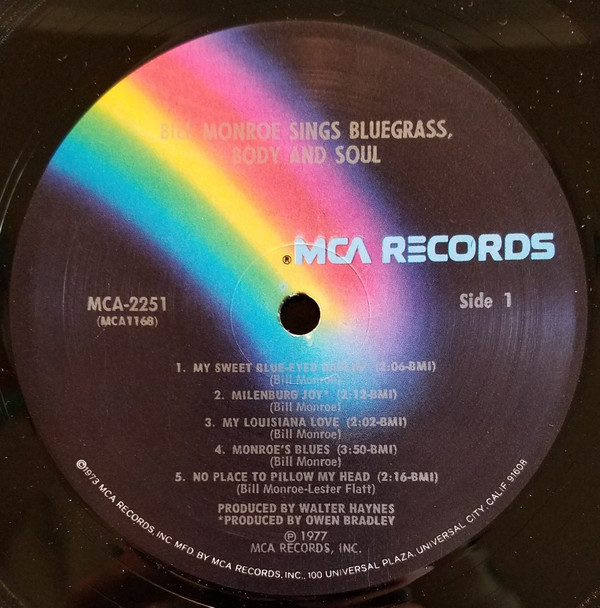 BILL MONROE SINGS BLUEGRASS,
BODY AND SOUL
® MCA RECORDS
MCA-2251
(MCA1168)
Side 1
1. MY SWEET BLUE-EYED DARLIN' (2:06-BMI)
(Bill Monroe)
2. MILENBURG JOY* (2:12-BMI)
(Bill Monroe)
3. MY LOUISIANA LOVE (2:02-BMI)
(Bill Monroe)
4. MONROE'S BLUES (3:50-BMI)
(Bill Monroe)
5. NO PLACE TO PILLOW MY HEAD (2:16-BMI)
(Bill Monroe-Lester Flatt)
PRODUCED BY WALTER HAYNES
*PRODUCED BY OWEN BRADLEY
℗ 1977
MCA RECORDS, INC.
©1973 MCA RECORDS, INC. MFD. BY MCA RECORDS, INC., 100 UNIVERSAL PLAZA, UNIVERSAL CITY, CALIF. 91608